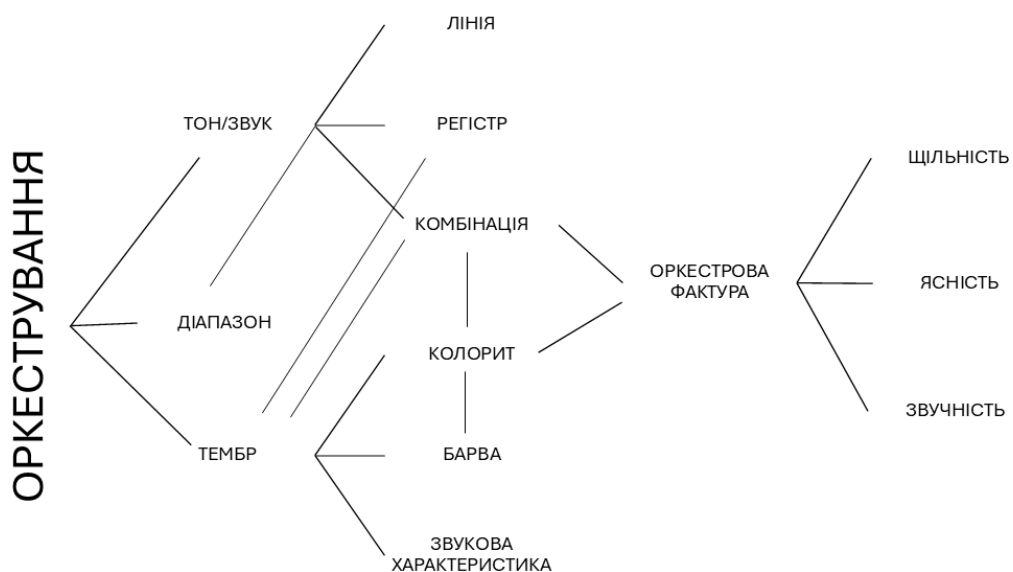 ОРКЕСТРУВАННЯ
ТОН/ЗВУК
ДІАПАЗОН
ТЕМБР
ЛІНІЯ
РЕГІСТР
КОМБІНАЦІЯ
КОЛОРИТ
БАРВА
ЗВУКОВА
ХАРАКТЕРИСТИКА
ОРКЕСТРОВА
ФАКТУРА
ЩІЛЬНІСТЬ
ЯСНІСТЬ
ЗВУЧНІСТЬ